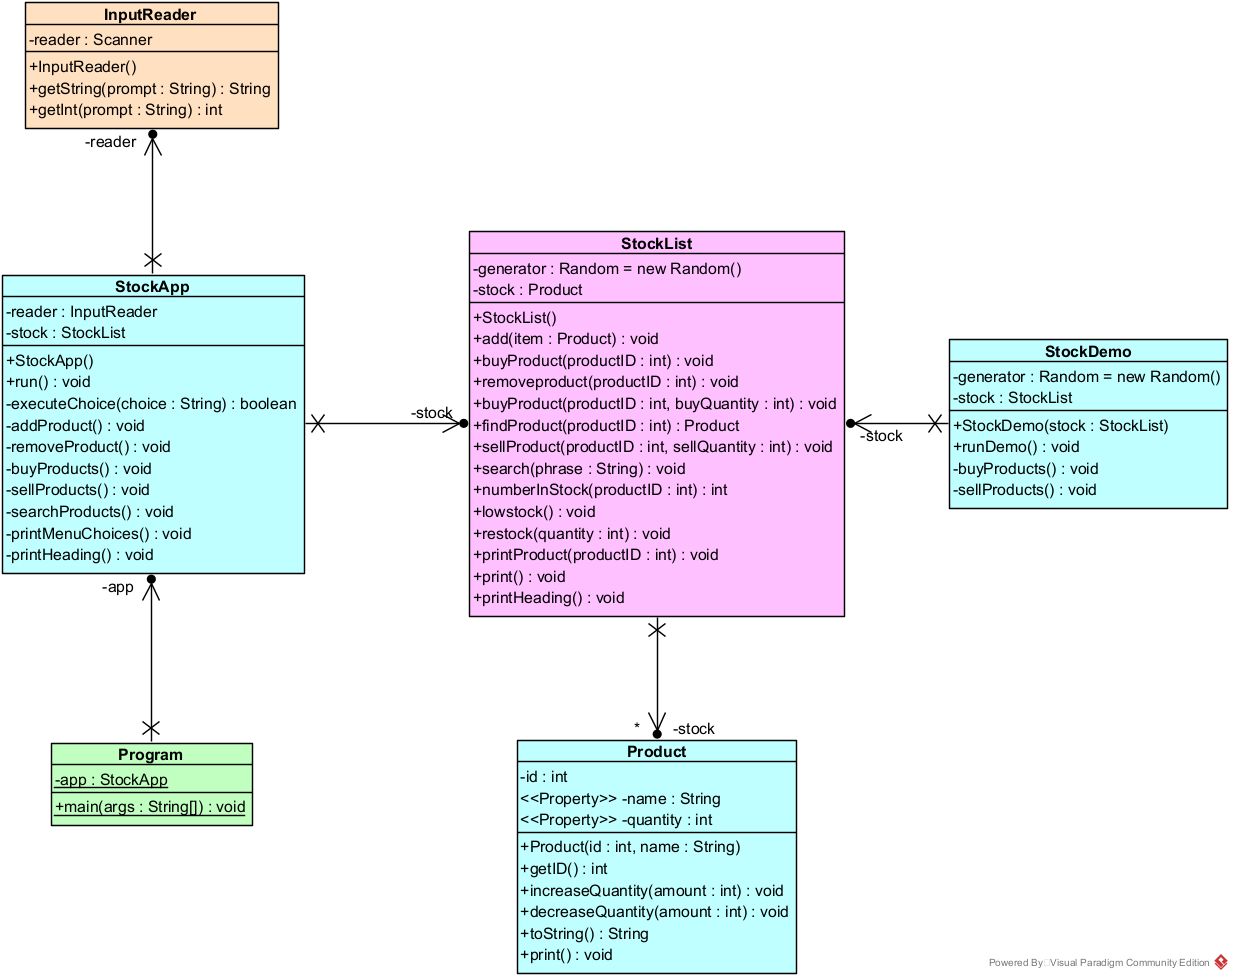 InputReader
-reader : Scanner
+InputReader()
+getString(prompt : String) : String
+getInt(prompt : String) : int
-reader
StockApp
-reader : InputReader
-stock : StockList
+StockApp()
+run() : void
-executeChoice(choice : String) : boolean
-addProduct() : void
-removeProduct() : void
-buyProducts() : void
-sellProducts() : void
-searchProducts() : void
-printMenuChoices() : void
-printHeading() : void
-app
Program
-app : StockApp
+main(args : String[]) : void
-stock
StockList
-generator : Random = new Random()
-stock : Product
+StockList()
+add(item : Product) : void
+buyProduct(productID : int) : void
+removeproduct(productID : int) : void
+buyProduct(productID : int, buyQuantity : int) : void
+findProduct(productID : int) : Product
+sellProduct(productID : int, sellQuantity : int) : void
+search(phrase : String) : void
+numberInStock(productID : int) : int
+lowstock() : void
+restock(quantity : int) : void
+printProduct(productID : int) : void
+print() : void
+printHeading() : void
-stock
StockDemo
-generator : Random = new Random()
-stock : StockList
+StockDemo(stock : StockList)
+runDemo() : void
-buyProducts() : void
-sellProducts() : void
* -stock
Product
-id : int
<<Property>> -name : String
<<Property>> -quantity : int
+Product(id : int, name : String)
+getID() : int
+increaseQuantity(amount : int) : void
+decreaseQuantity(amount : int) : void
+toString() : String
+print() : void
Powered By Visual Paradigm Community Edition